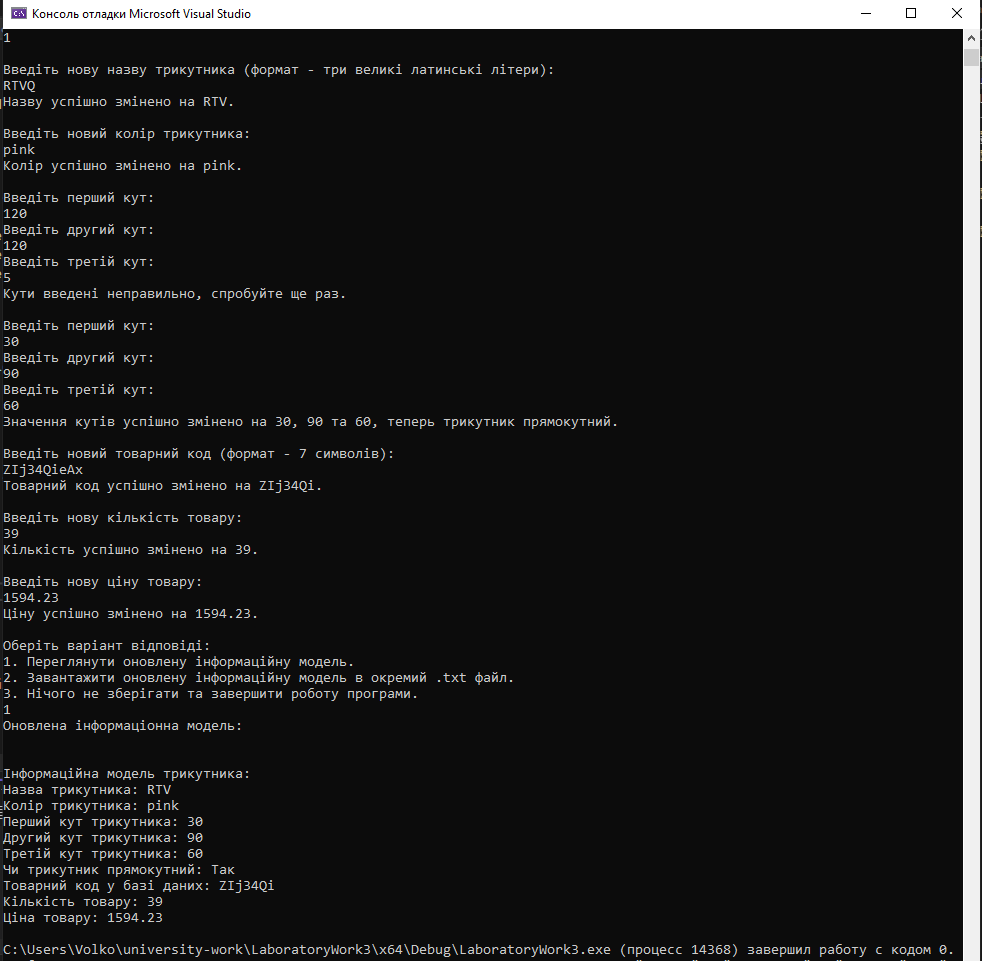 Консоль отладки Microsoft Visual Studio
1
Введіть нову назву трикутника (формат - три великі латинські літери):
RTVQ
Назву успішно змінено на RTV.
Введіть новий колір трикутника:
pink
Колір успішно змінено на pink.
Введіть перший кут:
120
Введіть другий кут:
120
Введіть третій кут:
5
Кути введені неправильно, спробуйте ще раз.
Введіть перший кут:
30
Введіть другий кут:
90
Введіть третій кут:
60
Значення кутів успішно змінено на 30, 90 та 60, теперь трикутник прямокутний.
Введіть новий товарний код (формат - 7 символів):
ZIj34QieAx
Товарний код успішно змінено на ZIj34Qi.
Введіть нову кількість товару:
39
Кількість успішно змінено на 39.
Введіть нову ціну товару:
1594.23
Ціну успішно змінено на 1594.23.
Оберіть варіант відповіді:
1. Переглянути оновлену інформаційну модель.
2. Завантажити оновлену інформаційну модель в окремий .txt файл.
3. Нічого не зберігати та завершити роботу програми.
1
Оновлена інформаціонна модель:
Інформаційна модель трикутника:
Назва трикутника: RTV
Колір трикутника: pink
Перший кут трикутника: 30
Другий кут трикутника: 90
Третій кут трикутника: 60
Чи трикутник прямокутний: Так
Товарний код у базі даних: ZIj34Qi
Кількість товару: 39
Ціна товару: 1594.23
C:\Users\Volko\university-work\LaboratoryWork3\x64\Debug\LaboratoryWork3.exe (процесс 14368) завершил работу с кодом 0.